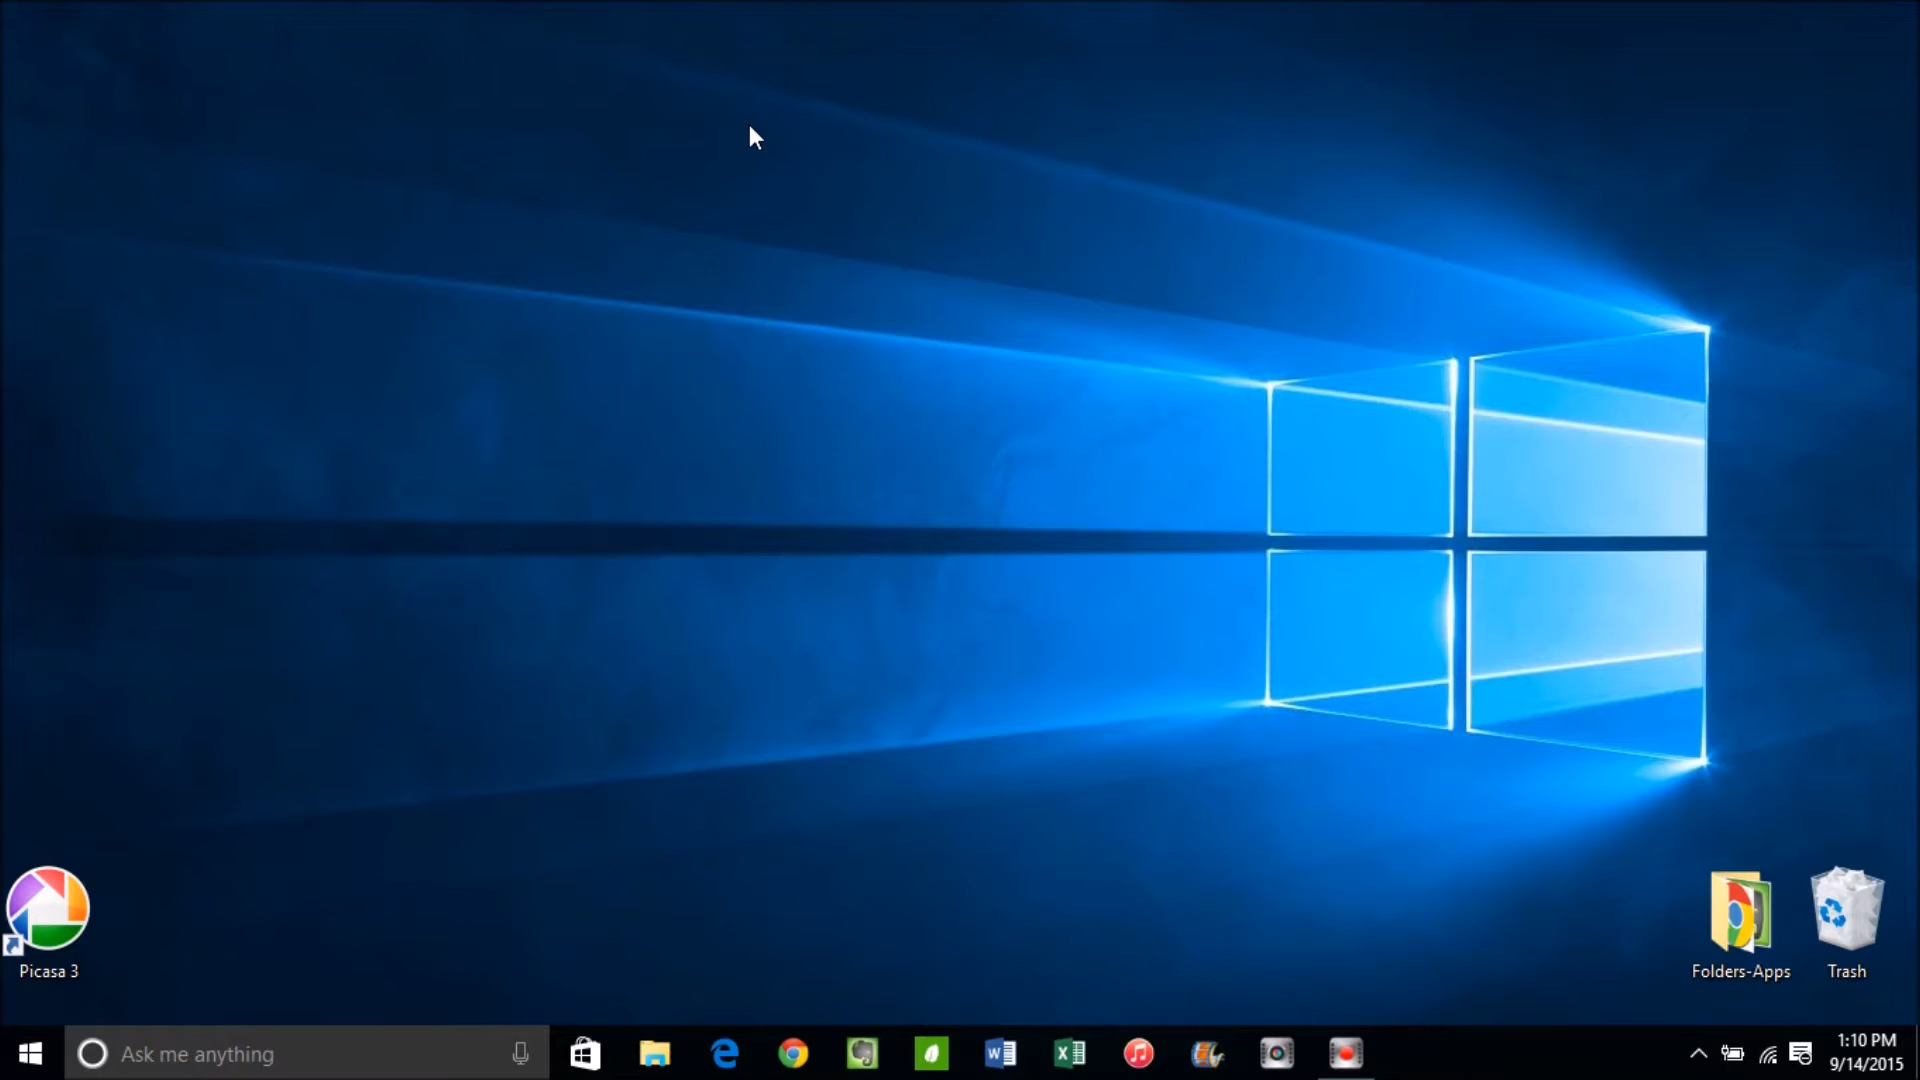 Picasa 3
Folders-Apps
Trash
Ask me anything
1:10 PM
9/14/2015